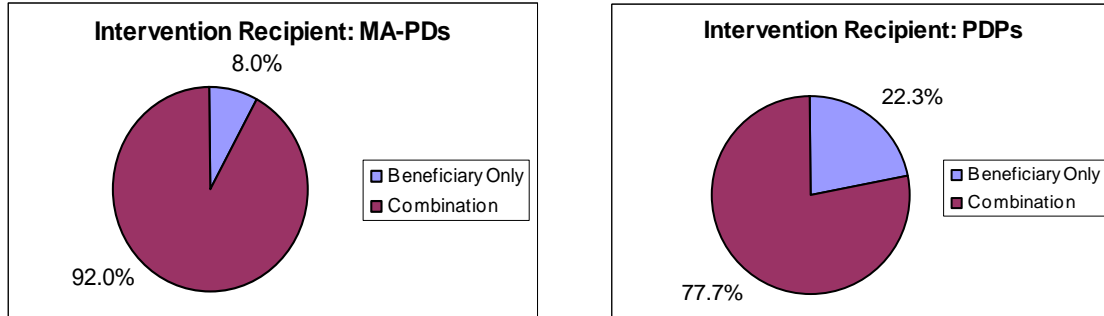 Intervention Recipient: MA-PDs
8.0%
Beneficiary Only
Combination
92.0%
Intervention Recipient: PDPs
22.3%
Beneficiary Only
Combination
77.7%